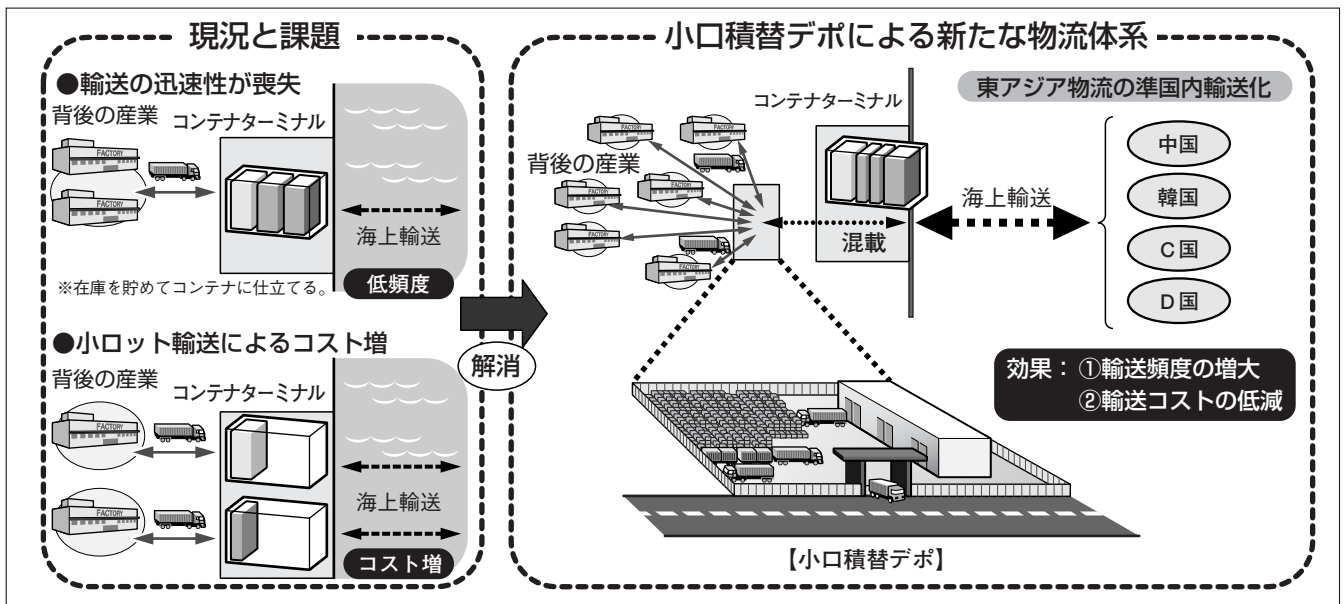 現況と課題
●輸送の迅速性が喪失
背後の産業
コンテナターミナル
FACTORY
FACTORY
海上輸送
低頻度
※在庫を貯めてコンテナに仕立てる。
●小ロット輸送によるコスト増
背後の産業
コンテナターミナル
FACTORY
FACTORY
海上輸送
コスト増
解消
小口積替デポによる新たな物流体系
東アジア物流の準国内輸送化
コンテナターミナル
背後の産業
FACTORY
FACTORY
FACTORY
FACTORY
FACTORY
FACTORY
混載
海上輸送
中国
韓国
C国
D国
効果：①輸送頻度の増大
②輸送コストの低減
【小口積替デポ】